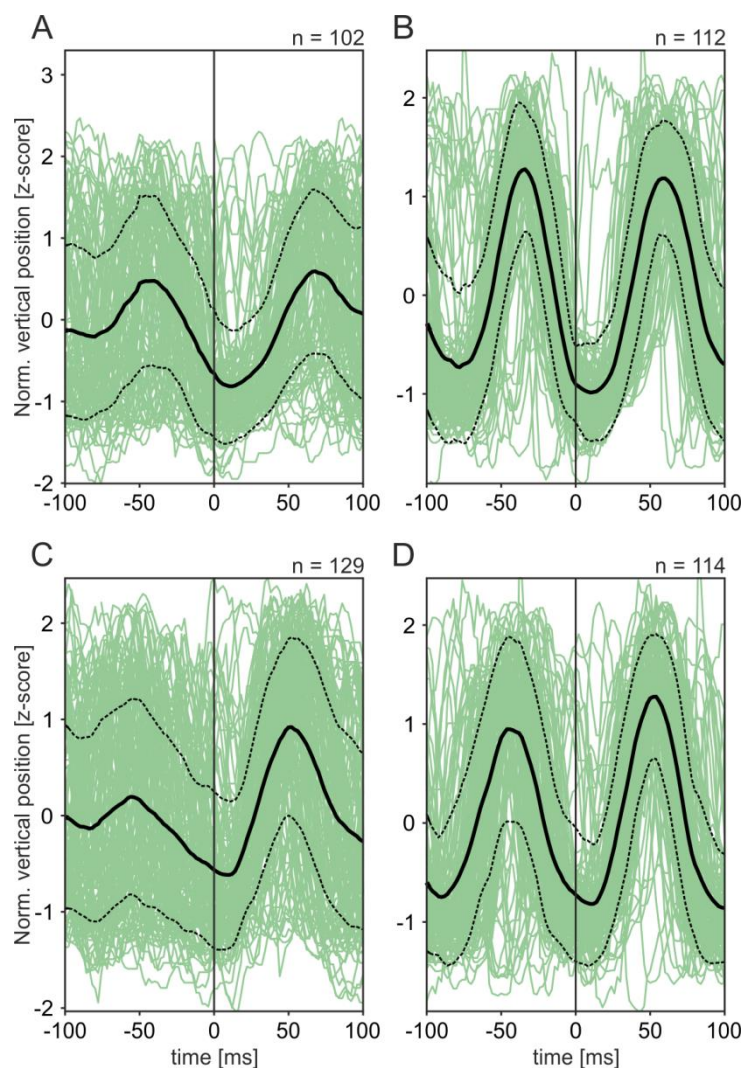 A
n = 102
B
n = 112
Norm. vertical position [z-score]
3
2
1
0
-1
-2
2
1
0
-1
-100 -50 0 50 100
-100 -50 0 50 100
C
n = 129
D
n = 114
Norm. vertical position [z-score]
2
1
0
-1
-2
2
1
0
-1
-100 -50 0 50 100
-100 -50 0 50 100
time [ms]
time [ms]